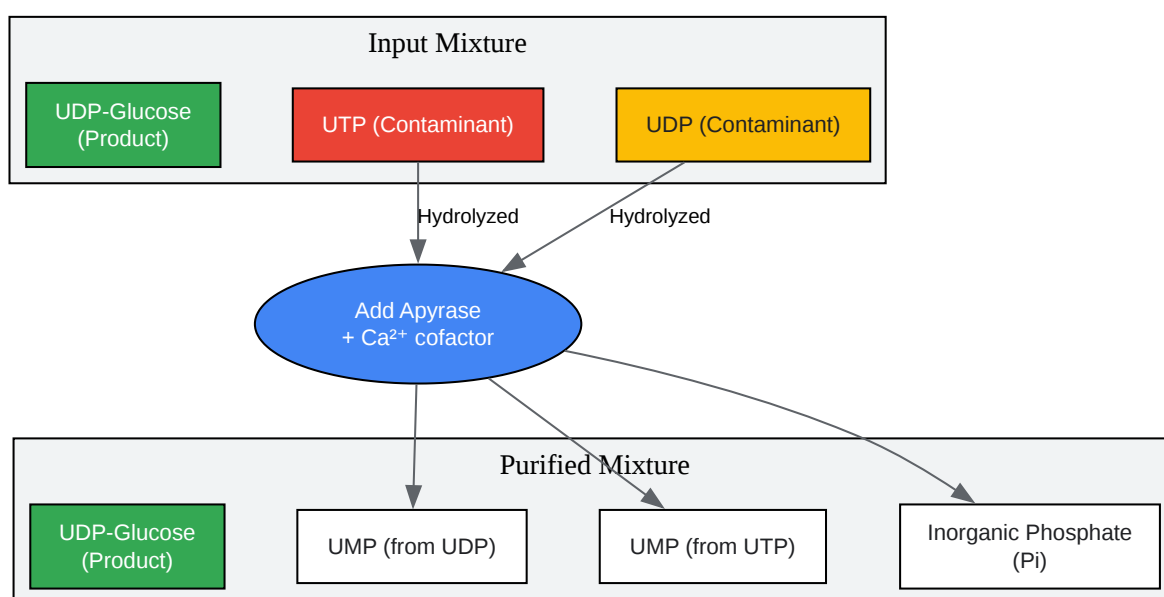 Input Mixture
UDP-Glucose
(Product)
UTP (Contaminant)
UDP (Contaminant)
Hydrolyzed
Hydrolyzed
Add Apyrase
+ Ca²⁺ cofactor
Purified Mixture
UDP-Glucose
(Product)
UMP (from UDP)
UMP (from UTP)
Inorganic Phosphate
(Pi)